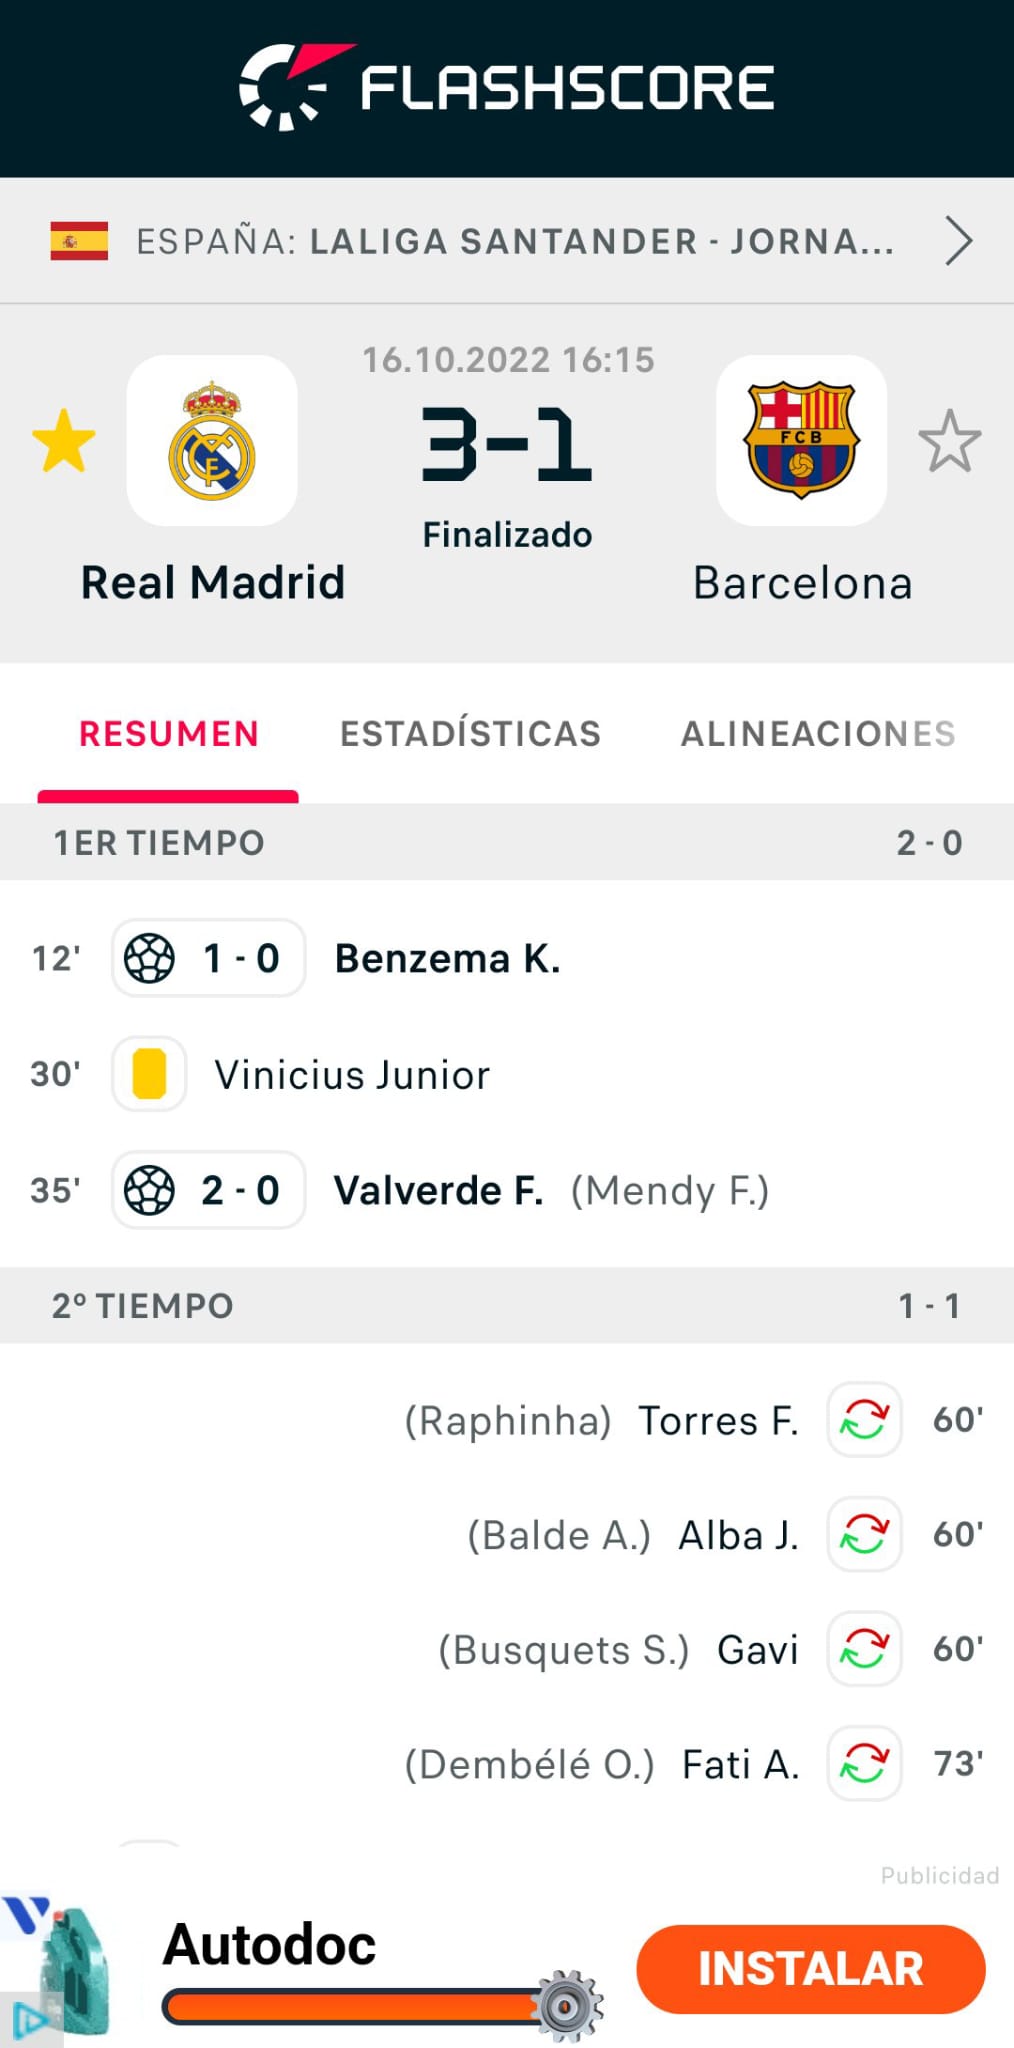 FLASHSCORE
ESPAÑA: LALIGA SANTANDER - JORNA...
16.10.2022 16:15
3-1
Finalizado
Real Madrid
Barcelona
FCB
RESUMEN ESTADÍSTICAS ALINEACIONES
1ER TIEMPO 2 - 0
12' 1 - 0 Benzema K.
30' Vinicius Junior
35' 2 - 0 Valverde F. (Mendy F.)
2º TIEMPO 1 - 1
(Raphinha) Torres F. 60'
(Balde A.) Alba J. 60'
(Busquets S.) Gavi 60'
(Dembélé O.) Fati A. 73'
Publicidad
Autodoc
INSTALAR